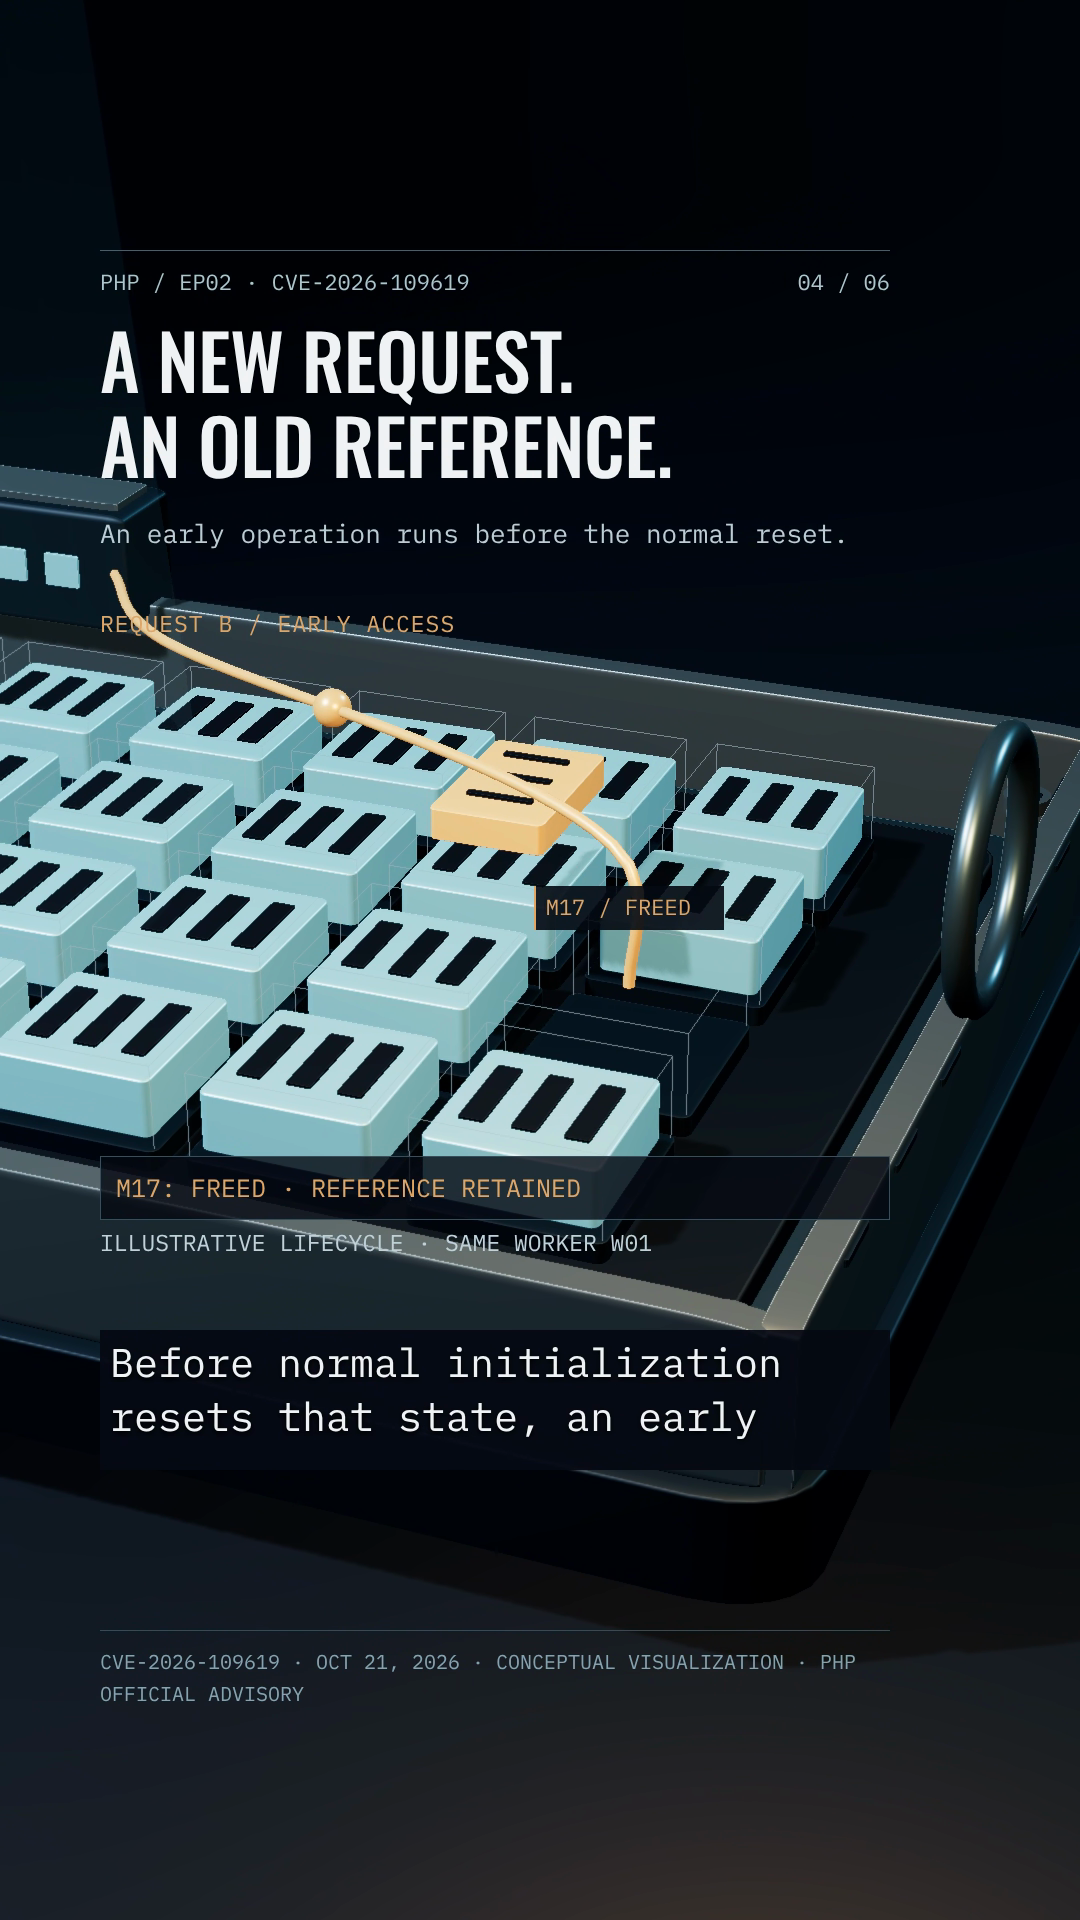 PHP / EP02 · CVE-2026-109619 04 / 06
A NEW REQUEST.
AN OLD REFERENCE.
An early operation runs before the normal reset.
REQUEST B / EARLY ACCESS
M17 / FREED
M17: FREED · REFERENCE RETAINED
ILLUSTRATIVE LIFECYCLE · SAME WORKER W01
Before normal initialization
resets that state, an early
CVE-2026-109619 · OCT 21, 2026 · CONCEPTUAL VISUALIZATION · PHP
OFFICIAL ADVISORY